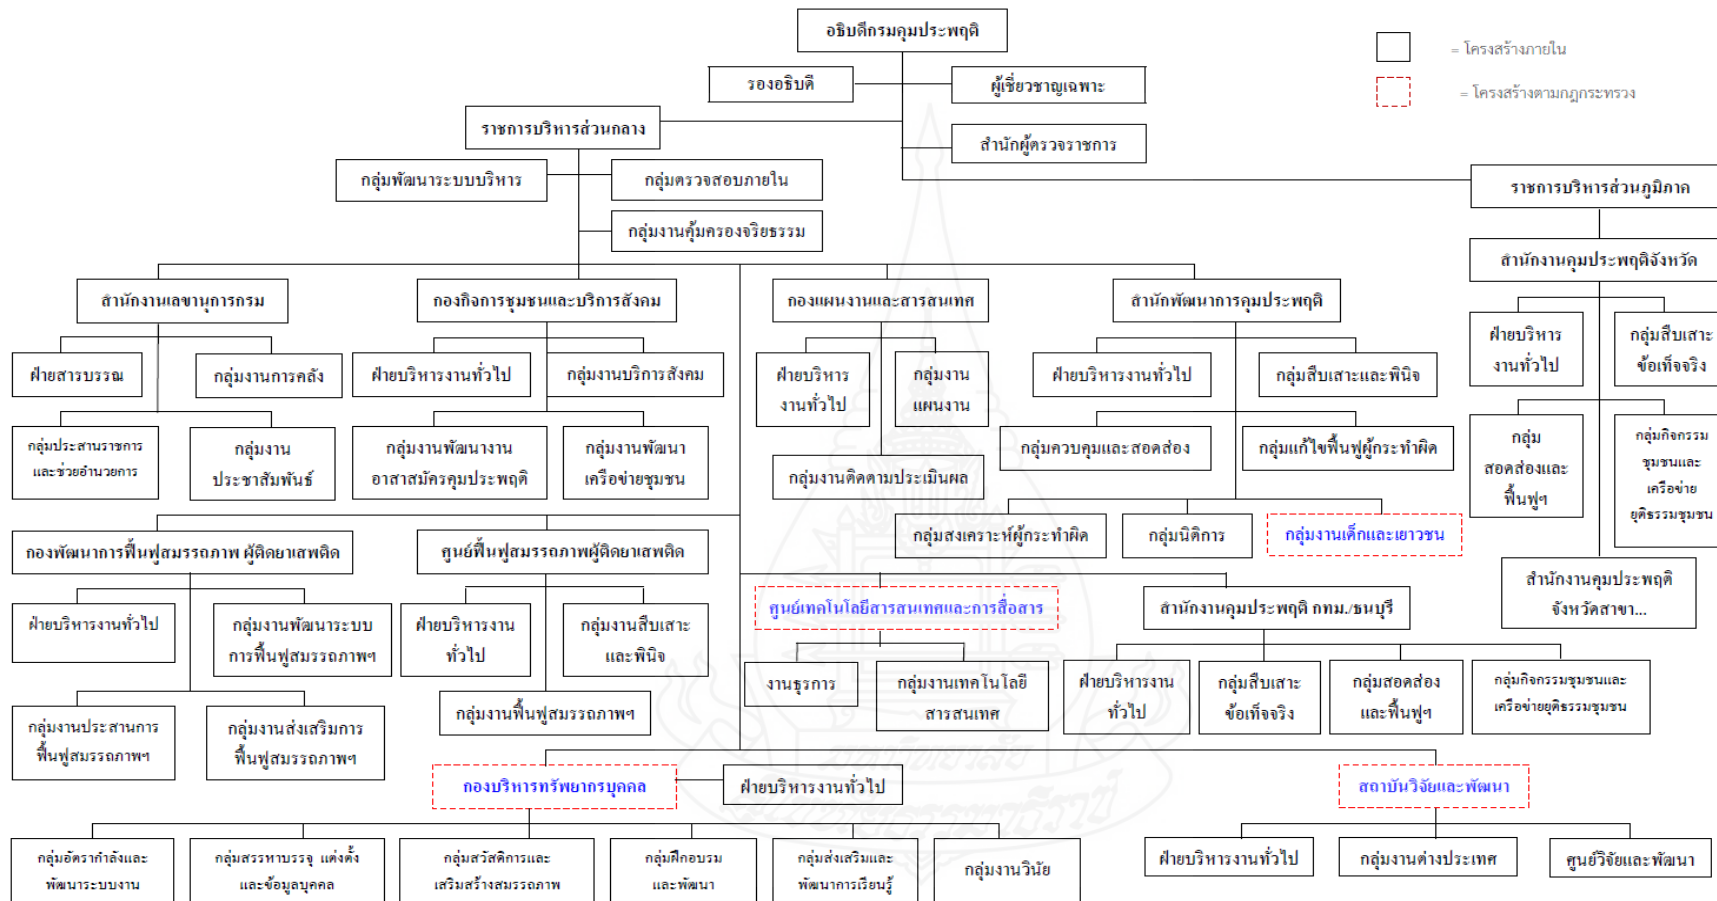 อธิบดีกรมคุมประพฤติ
= โครงสร้างภายใน
รองอธิบดี
ผู้เชี่ยวชาญเฉพาะ
= โครงสร้างตามกฎกระทรวง
ราชการบริหารส่วนกลาง
สำนักผู้ตรวจราชการ
กลุ่มพัฒนาระบบบริหาร
กลุ่มตรวจสอบภายใน
ราชการบริหารส่วนภูมิภาค
กลุ่มงานคุ้มครองจริยธรรม
สำนักงานคุมประพฤติจังหวัด
สำนักงานเลขานุการกรม
กองกิจการชุมชนและบริการสังคม
กองแผนงานและสารสนเทศ
สำนักพัฒนาการคุมประพฤติ
ฝ่ายสารบรรณ
กลุ่มงานการคลัง
ฝ่ายบริหารงานทั่วไป
กลุ่มงานบริการสังคม
ฝ่ายบริหาร
งานทั่วไป
กลุ่มงาน
แผนงาน
ฝ่ายบริหารงานทั่วไป
กลุ่มสืบเสาะและพินิจ
ฝ่ายบริหาร
งานทั่วไป
กลุ่มสืบเสาะ
ข้อเท็จจริง
กลุ่มประสานราชการ
และช่วยอำนวยการ
กลุ่มงาน
ประชาสัมพันธ์
กลุ่มงานพัฒนางาน
อาสาสมัครคุมประพฤติ
กลุ่มงานพัฒนา
เครือข่ายชุมชน
กลุ่มงานติดตามประเมินผล
กลุ่มควบคุมและสอดส่อง
กลุ่มแก้ไขฟื้นฟูผู้กระทำผิด
กลุ่ม
สอดส่องและ
ฟื้นฟูฯ
กลุ่มกิจกรรม
ชุมชนและ
เครือข่าย
ยุติธรรมชุมชน
กลุ่มสงเคราะห์ผู้กระทำผิด
กลุ่มนิติการ
กลุ่มงานเด็กและเยาวชน
กองพัฒนาการฟื้นฟูสมรรถภาพ ผู้ติดยาเสพติด
ศูนย์ฟื้นฟูสมรรถภาพผู้ติดยาเสพติด
สำนักงานคุมประพฤติ
จังหวัดสาขา...
ศูนย์เทคโนโลยีสารสนเทศและการสื่อสาร
สำนักงานคุมประพฤติ กทม./ธนบุรี
ฝ่ายบริหารงานทั่วไป
กลุ่มงานพัฒนาระบบ
การฟื้นฟูสมรรถภาพฯ
ฝ่ายบริหารงาน
ทั่วไป
กลุ่มงานสืบเสาะ
และพินิจ
งานธุรการ
กลุ่มงานเทคโนโลยี
สารสนเทศ
ฝ่ายบริหารงาน
ทั่วไป
กลุ่มสืบเสาะ
ข้อเท็จจริง
กลุ่มสอดส่อง
และฟื้นฟูฯ
กลุ่มกิจกรรมชุมชนและ
เครือข่ายยุติธรรมชุมชน
กลุ่มงานประสานการ
ฟื้นฟูสมรรถภาพฯ
กลุ่มงานส่งเสริมการ
ฟื้นฟูสมรรถภาพฯ
กลุ่มงานฟื้นฟูสมรรถภาพฯ
มหาวิทยาลัย
สุโขทัยธรรมาธิราช
กองบริหารทรัพยากรบุคคล
ฝ่ายบริหารงานทั่วไป
สถาบันวิจัยและพัฒนา
กลุ่มอัตรากำลังและ
พัฒนาระบบงาน
กลุ่มสรรหาบรรจุ แต่งตั้ง
และข้อมูลบุคคล
กลุ่มสวัสดิการและ
เสริมสร้างสมรรถภาพ
กลุ่มฝึกอบรม
และพัฒนา
กลุ่มส่งเสริมและ
พัฒนาการเรียนรู้
กลุ่มงานวินัย
ฝ่ายบริหารงานทั่วไป
กลุ่มงานต่างประเทศ
ศูนย์วิจัยและพัฒนา